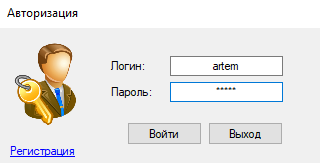 Авторизация
Логин: artem
Пароль: *****
Войти Выход
Регистрация